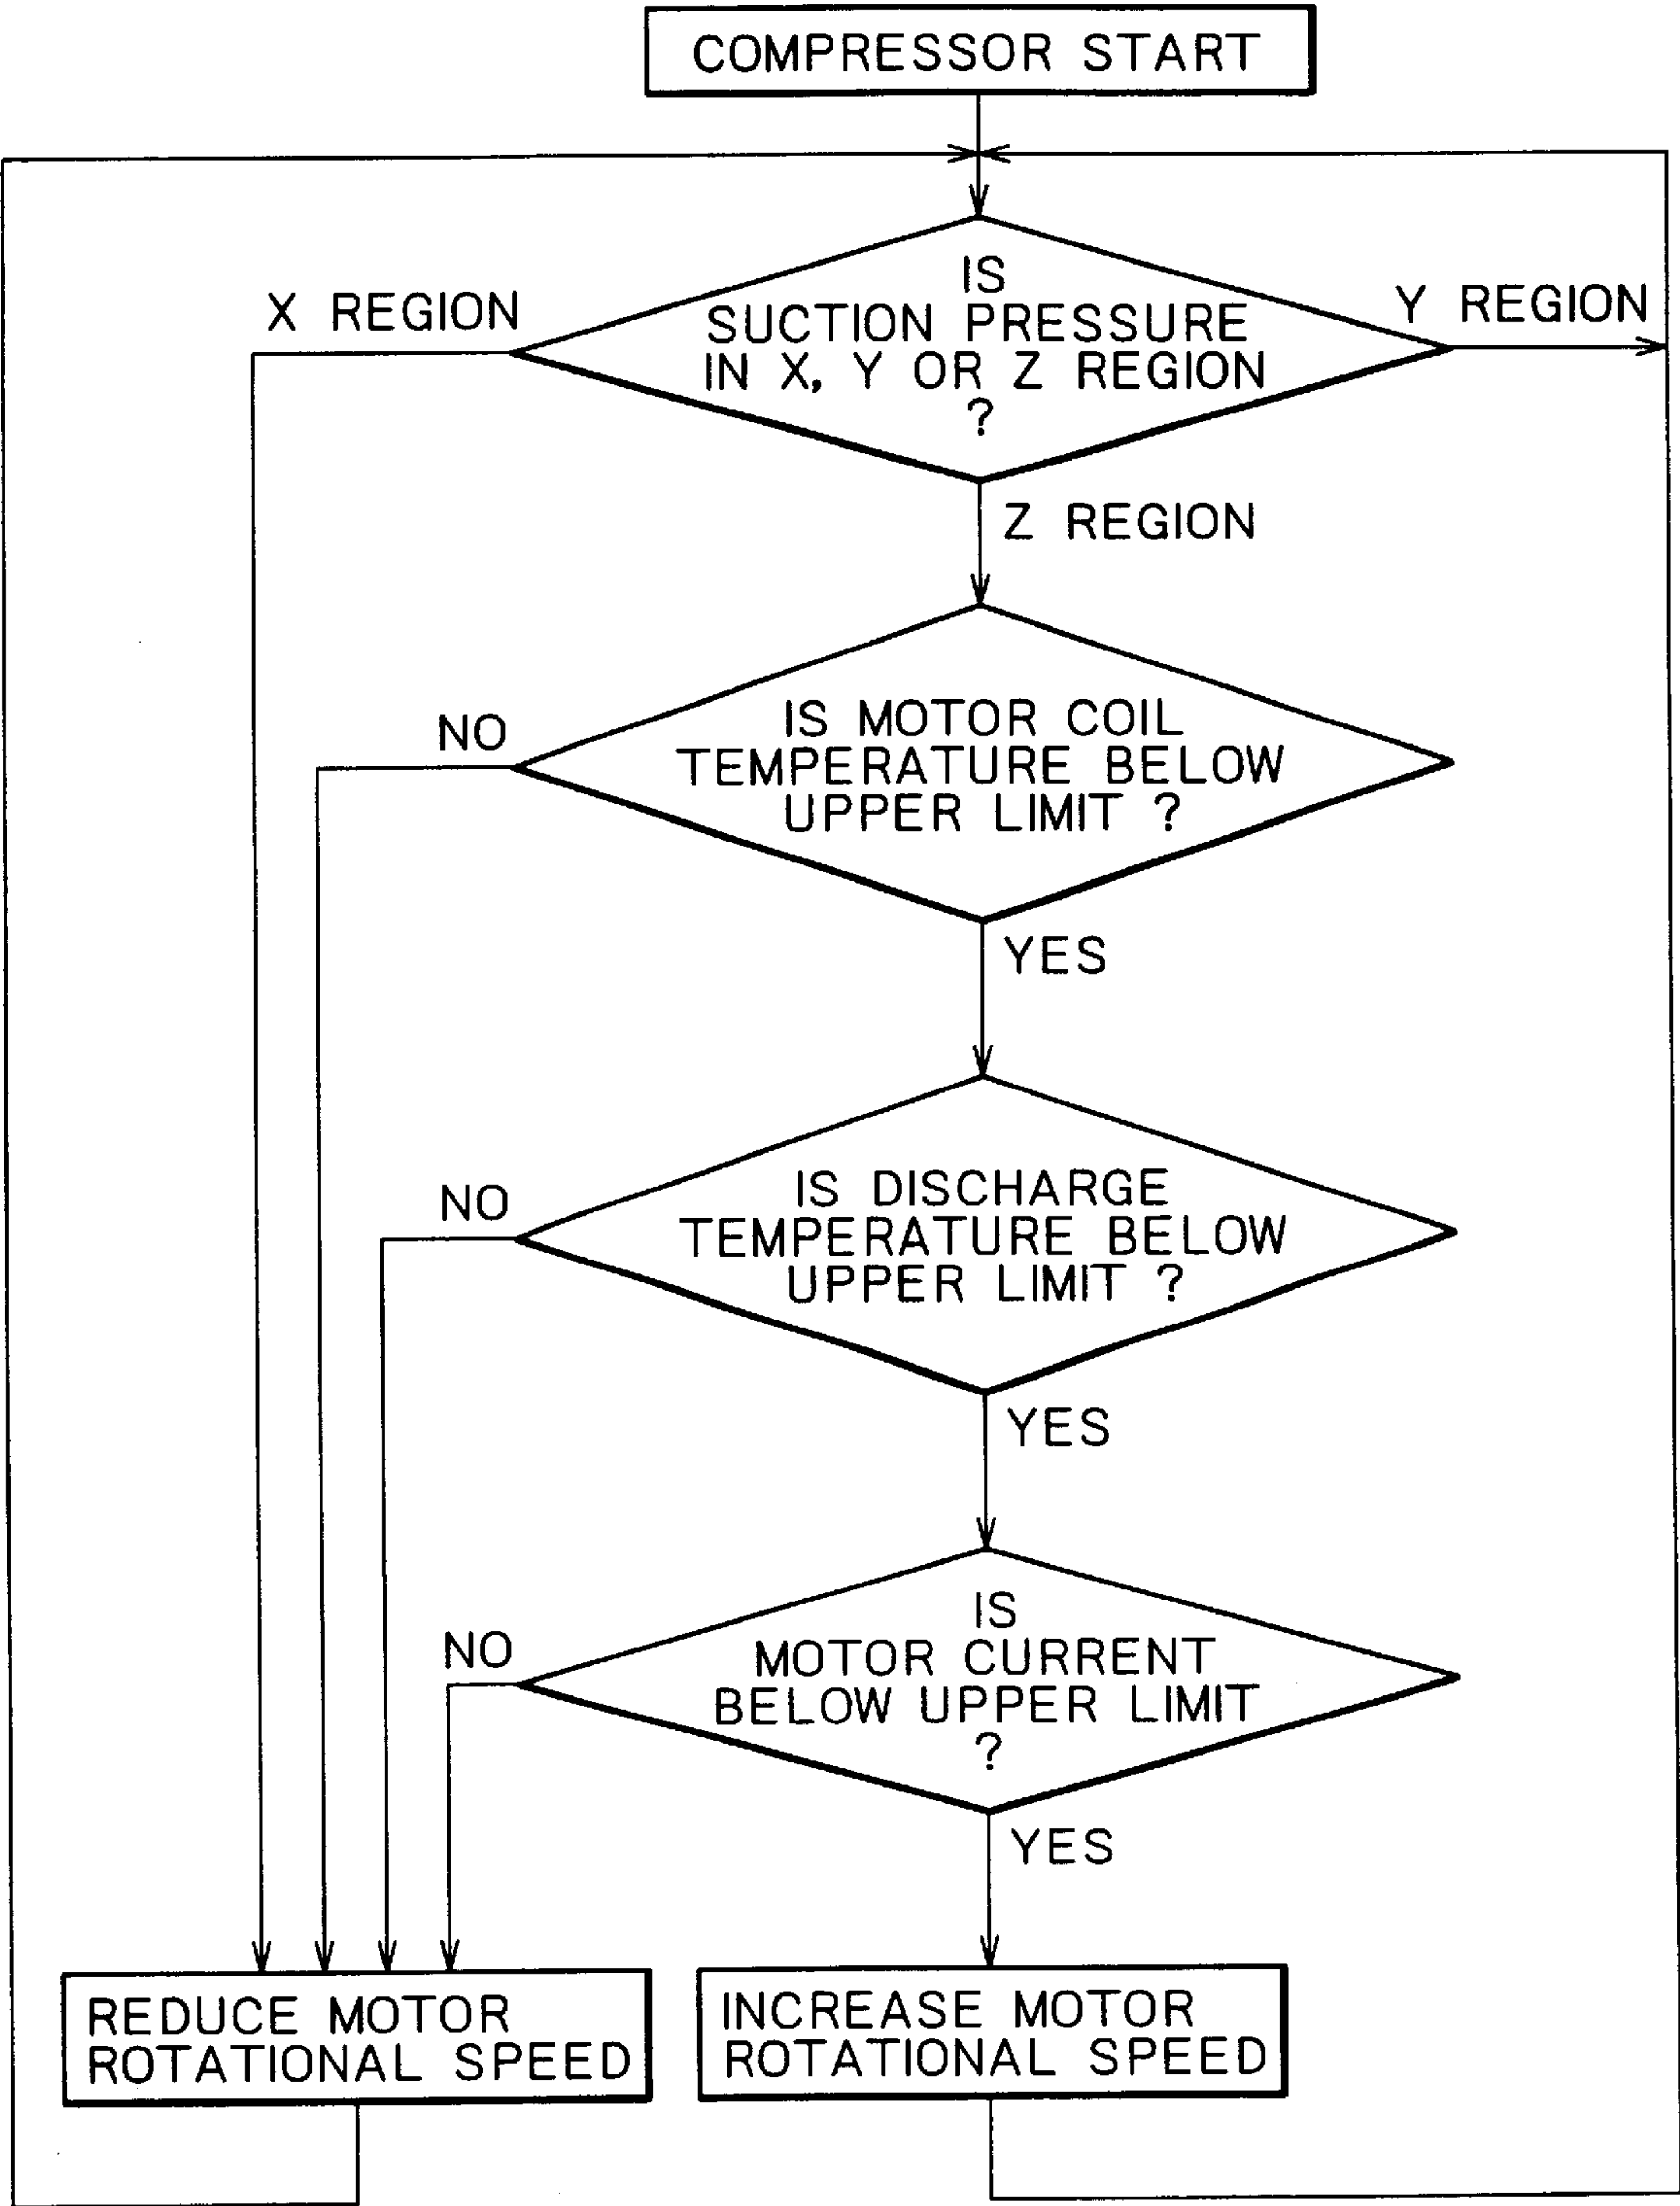 COMPRESSOR START
X REGION
IS
SUCTION PRESSURE
IN X, Y OR Z REGION
?
Y REGION
Z REGION
NO
IS MOTOR COIL
TEMPERATURE BELOW
UPPER LIMIT ?
YES
NO
IS DISCHARGE
TEMPERATURE BELOW
UPPER LIMIT ?
YES
NO
IS
MOTOR CURRENT
BELOW UPPER LIMIT
?
YES
REDUCE MOTOR
ROTATIONAL SPEED
INCREASE MOTOR
ROTATIONAL SPEED